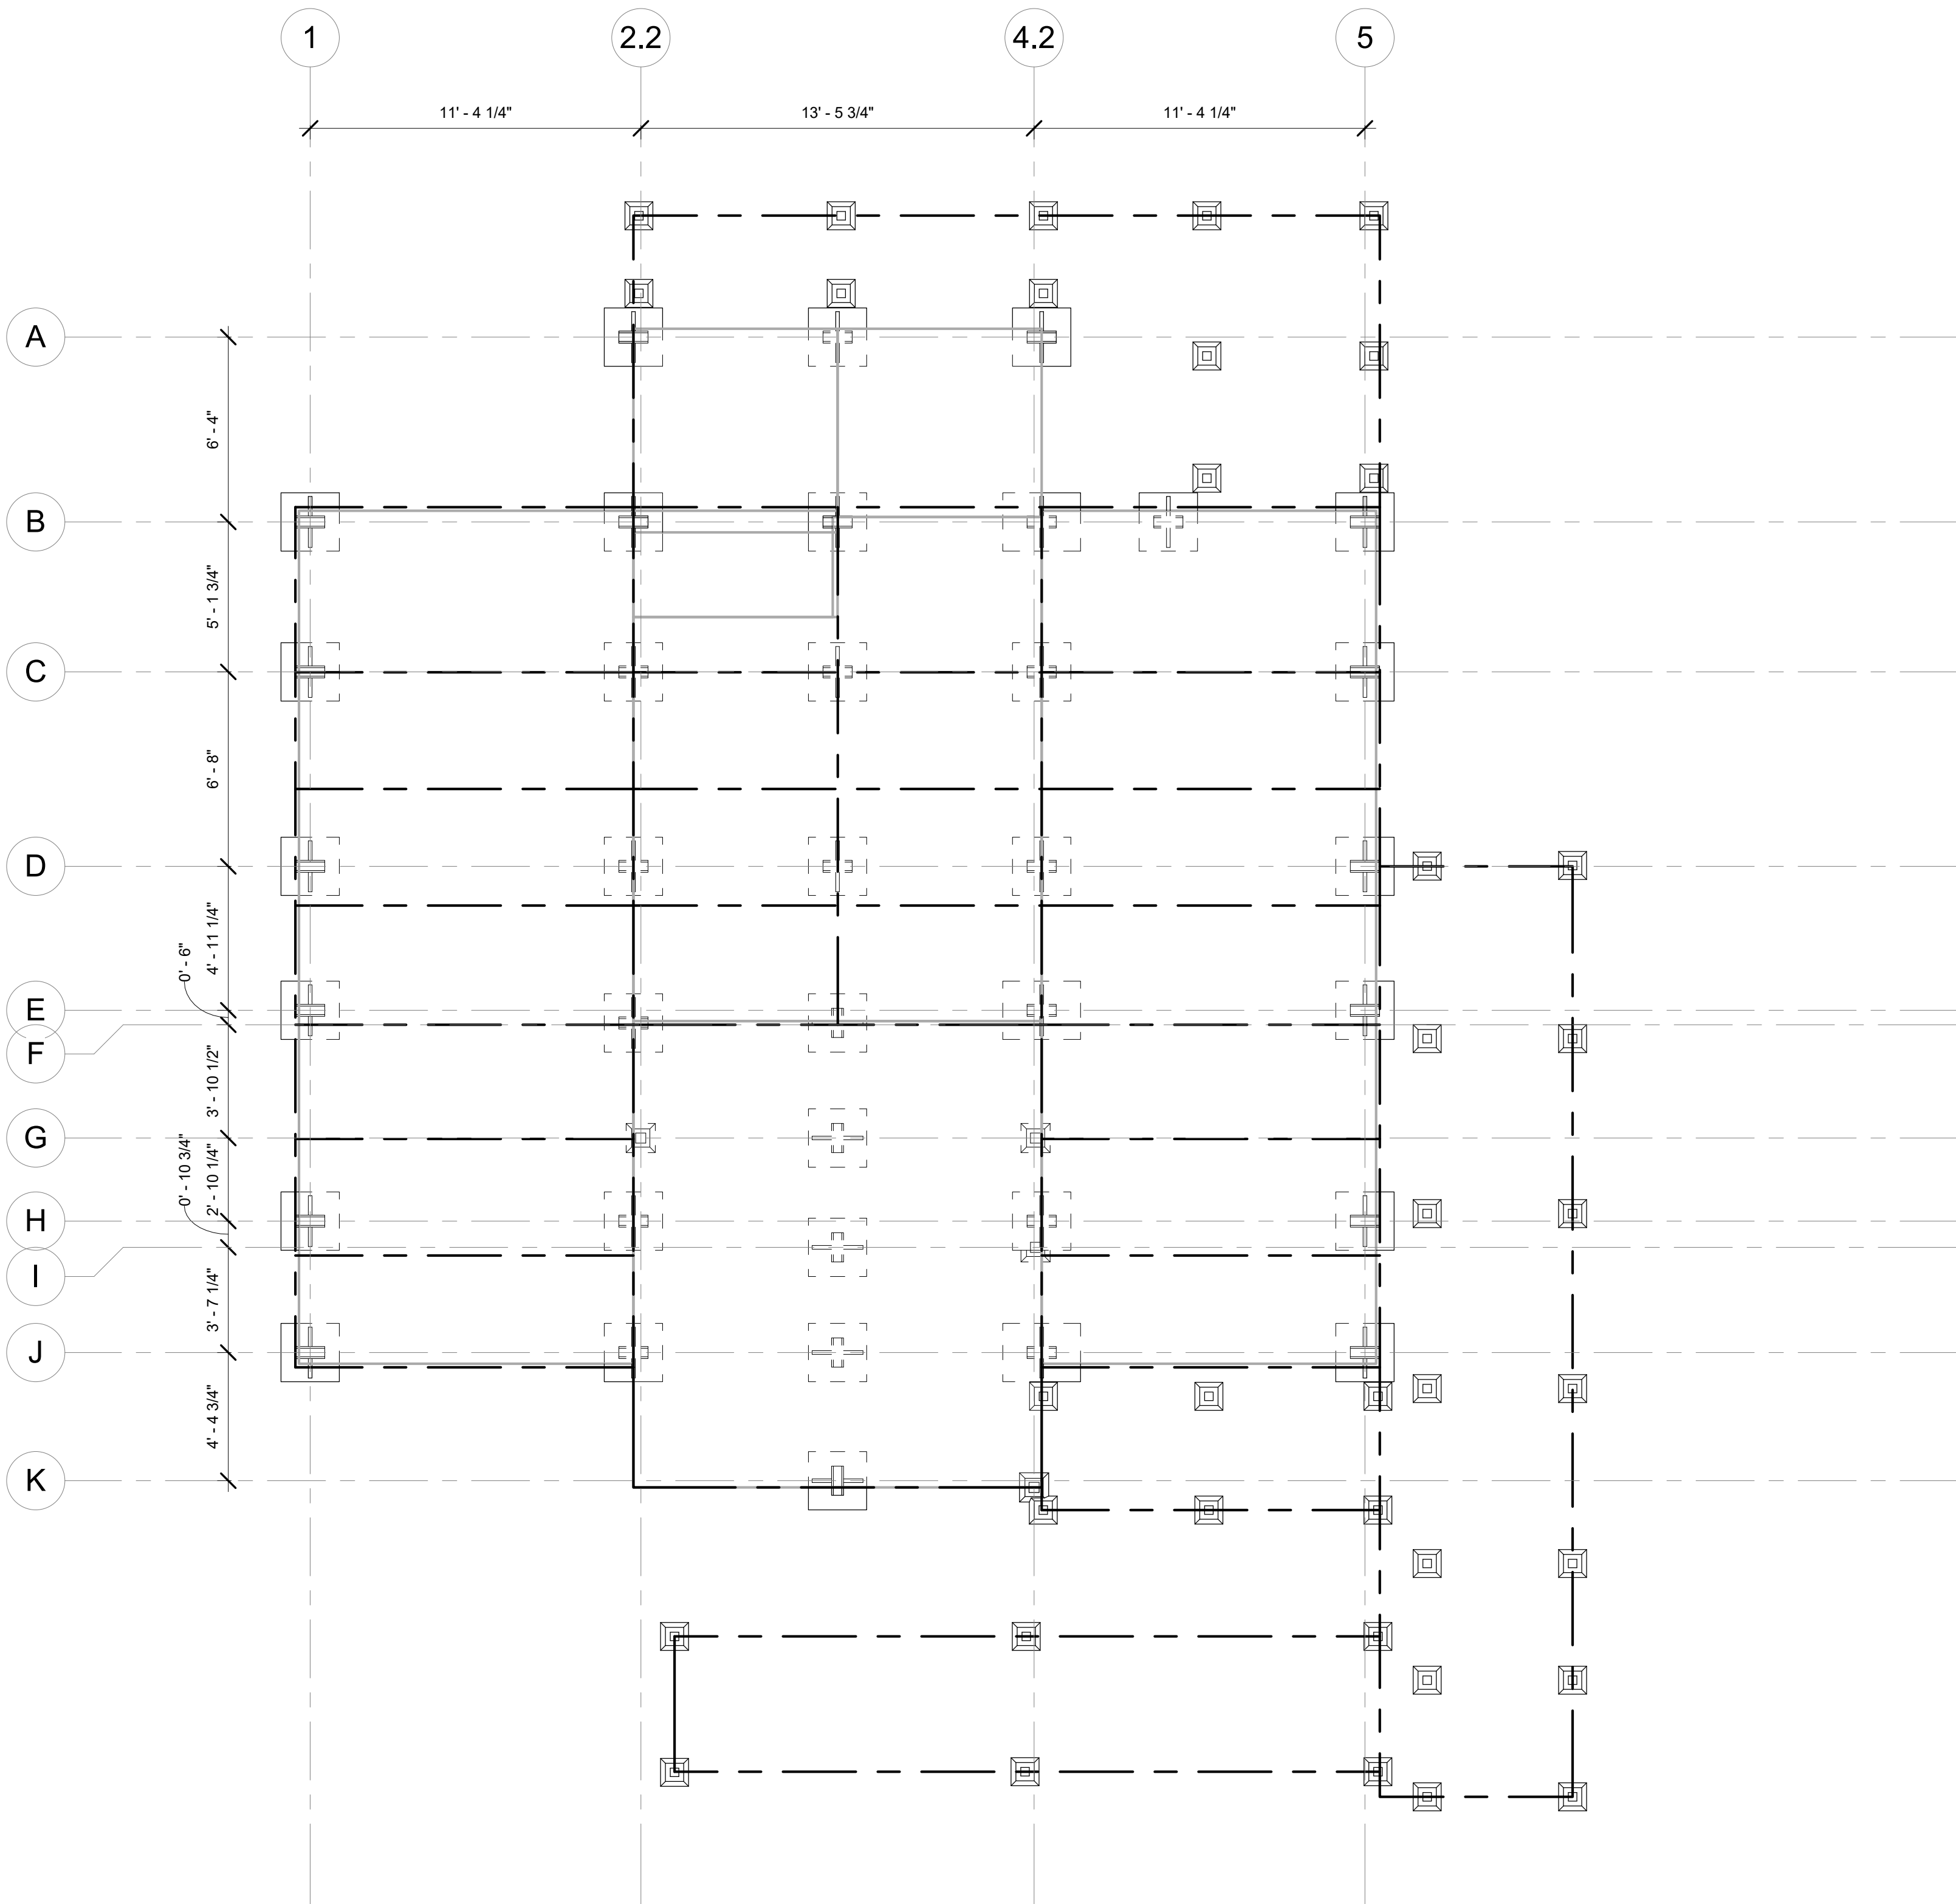 1 2.2 4.2 5
11' - 4 1/4" 13' - 5 3/4" 11' - 4 1/4"
A
6' - 4"
B
5' - 1 3/4"
C
6' - 8"
D
4' - 11 1/4"
0' - 6"
E
F
3' - 10 1/2"
G
0' - 10 3/4"
2' - 10 1/4"
H
I
3' - 7 1/4"
J
4' - 4 3/4"
K